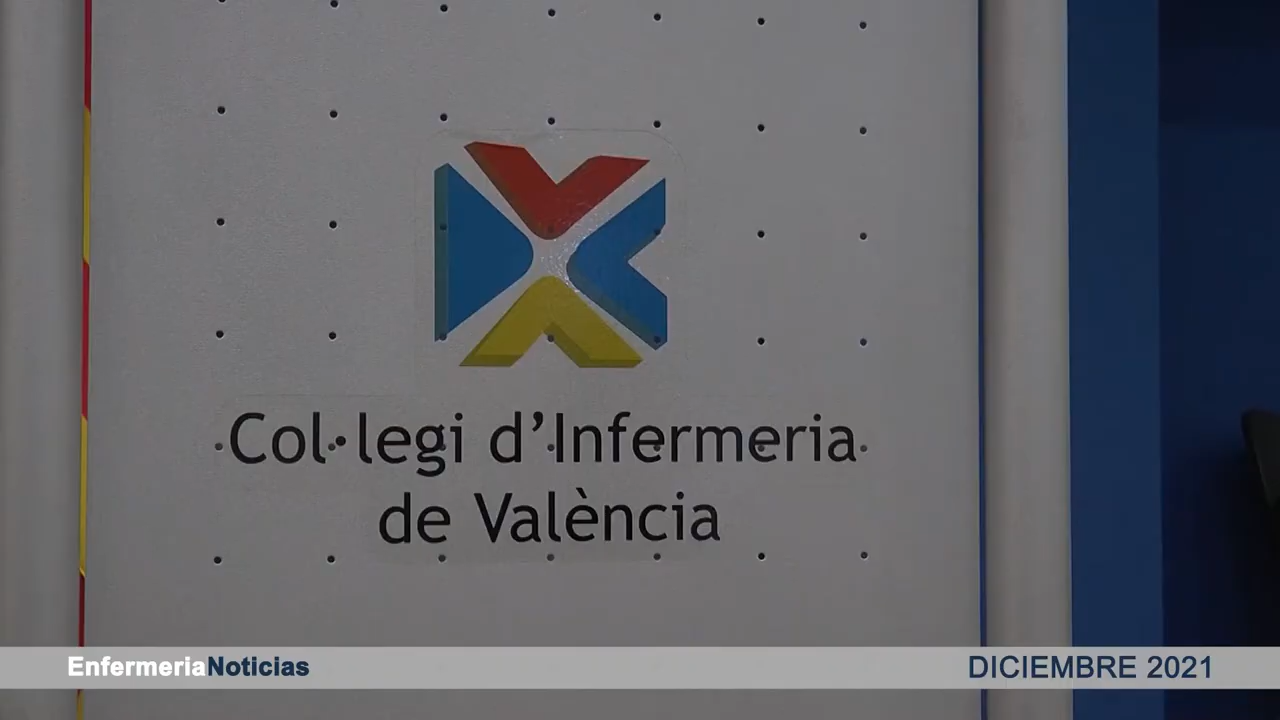 Col·legi d’Infermeria
de València
EnfermeriaNoticias
DICIEMBRE 2021